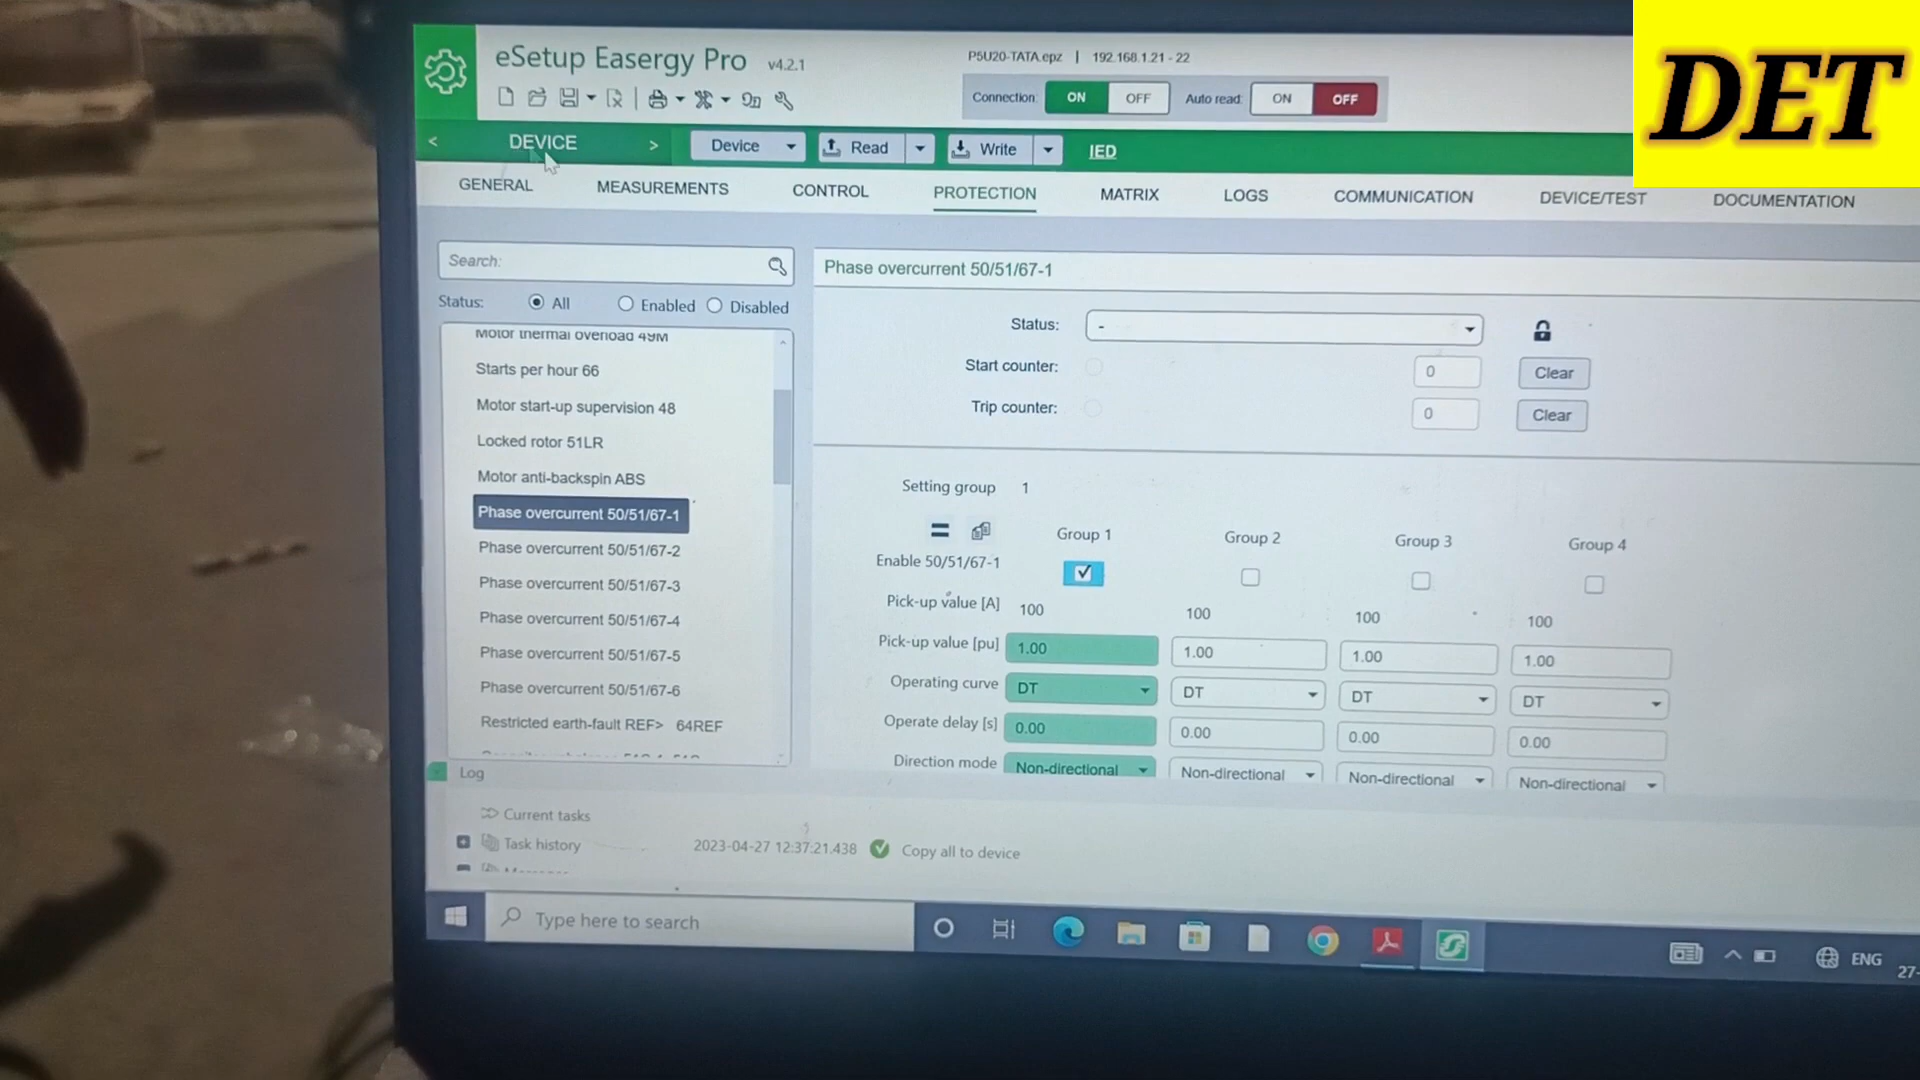 DET
eSetup Easergy Pro v4.2.1
P5U20-TATA.epz | 192.168.1.21 - 22
Connection: ON OFF Auto read: ON OFF
< DEVICE > Device Read Write IED
GENERAL MEASUREMENTS CONTROL PROTECTION MATRIX LOGS COMMUNICATION DEVICE/TEST DOCUMENTATION
Search:
Status: All Enabled Disabled
Motor thermal overload 49M
Starts per hour 66
Motor start-up supervision 48
Locked rotor 51LR
Motor anti-backspin ABS
Phase overcurrent 50/51/67-1
Phase overcurrent 50/51/67-2
Phase overcurrent 50/51/67-3
Phase overcurrent 50/51/67-4
Phase overcurrent 50/51/67-5
Phase overcurrent 50/51/67-6
Restricted earth-fault REF> 64REF
Phase overcurrent 50/51/67-1
Status: -
Start counter: 0 Clear
Trip counter: 0 Clear
Setting group 1
Group 1 Group 2 Group 3 Group 4
Enable 50/51/67-1
Pick-up value [A] 100 100 100 100
Pick-up value [pu] 1.00 1.00 1.00 1.00
Operating curve DT DT DT DT
Operate delay [s] 0.00 0.00 0.00 0.00
Direction mode Non-directional Non-directional Non-directional Non-directional
Log
Current tasks
Task history
2023-04-27 12:37:21.438 Copy all to device
Type here to search
ENG
27-